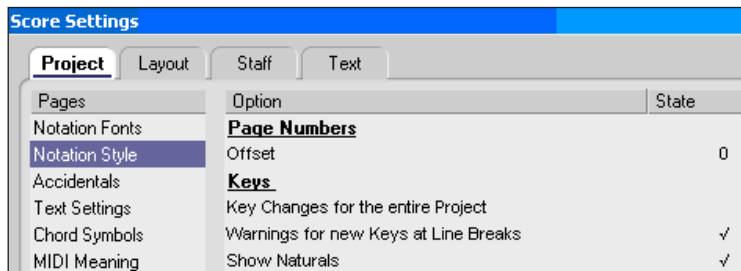 Score Settings
Project Layout Staff Text
Pages Option State
Notation Fonts Page Numbers
Notation Style Offset 0
Accidentals Keys
Text Settings Key Changes for the entire Project
Chord Symbols Warnings for new Keys at Line Breaks √
MIDI Meaning Show Naturals √